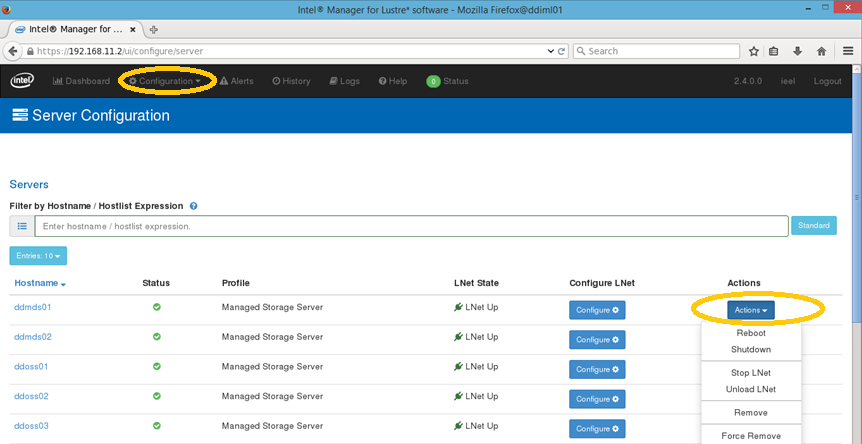 Intel® Manager for Lustre* software - Mozilla Firefox@ddiml01
Intel® Manager for ...
https://192.168.11.2/ui/configure/server
Search
intel Dashboard Configuration Alerts History Logs Help 0 Status 2.4.0.0 ieel Logout
Server Configuration
Servers
Filter by Hostname / Hostlist Expression ?
Enter hostname / hostlist expression. Standard
Entries: 10
Hostname Status Profile LNet State Configure LNet Actions
ddmds01 Managed Storage Server LNet Up Configure Actions
ddmds02 Managed Storage Server LNet Up Configure
Reboot
Shutdown
ddoss01 Managed Storage Server LNet Up Configure
Stop LNet
Unload LNet
ddoss02 Managed Storage Server LNet Up Configure
Remove
ddoss03 Managed Storage Server LNet Up Configure
Force Remove